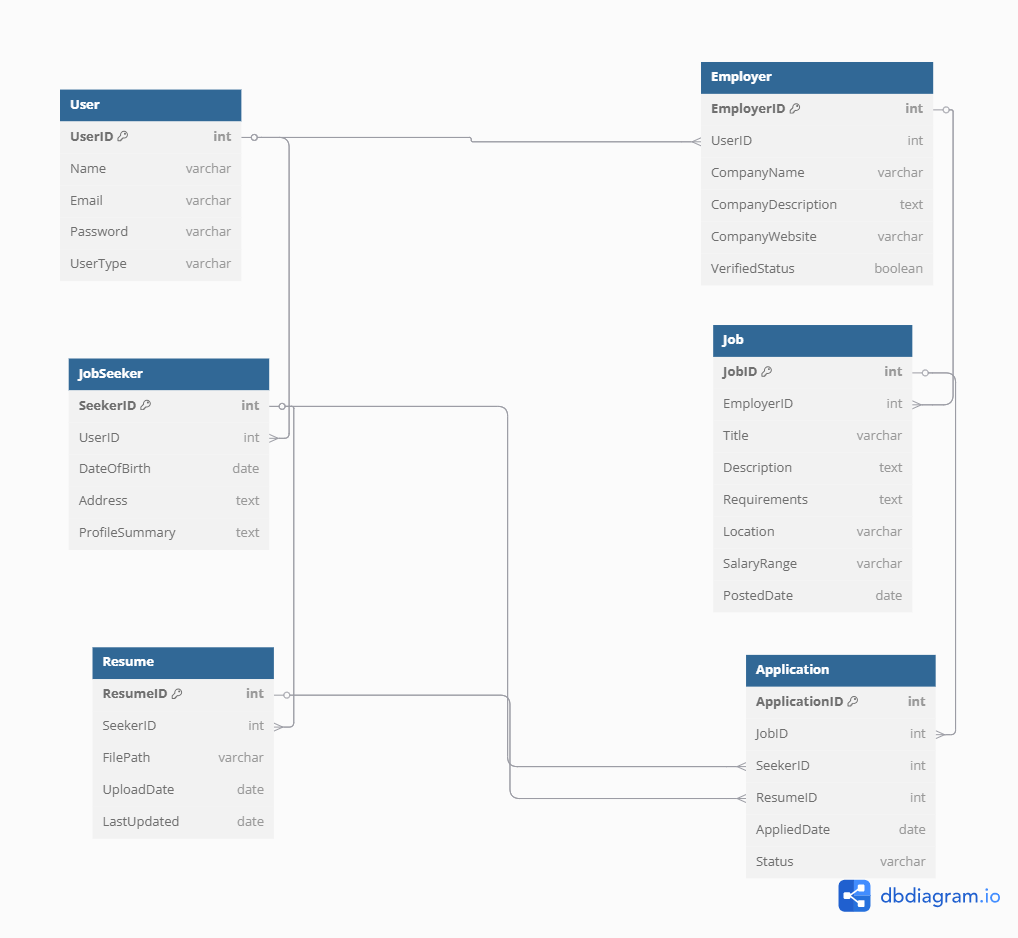 User
UserID int
Name varchar
Email varchar
Password varchar
UserType varchar
Employer
EmployerID int
UserID int
CompanyName varchar
CompanyDescription text
CompanyWebsite varchar
VerifiedStatus boolean
JobSeeker
SeekerID int
UserID int
DateOfBirth date
Address text
ProfileSummary text
Job
JobID int
EmployerID int
Title varchar
Description text
Requirements text
Location varchar
SalaryRange varchar
PostedDate date
Resume
ResumeID int
SeekerID int
FilePath varchar
UploadDate date
LastUpdated date
Application
ApplicationID int
JobID int
SeekerID int
ResumeID int
AppliedDate date
Status varchar
dbdiagram.io